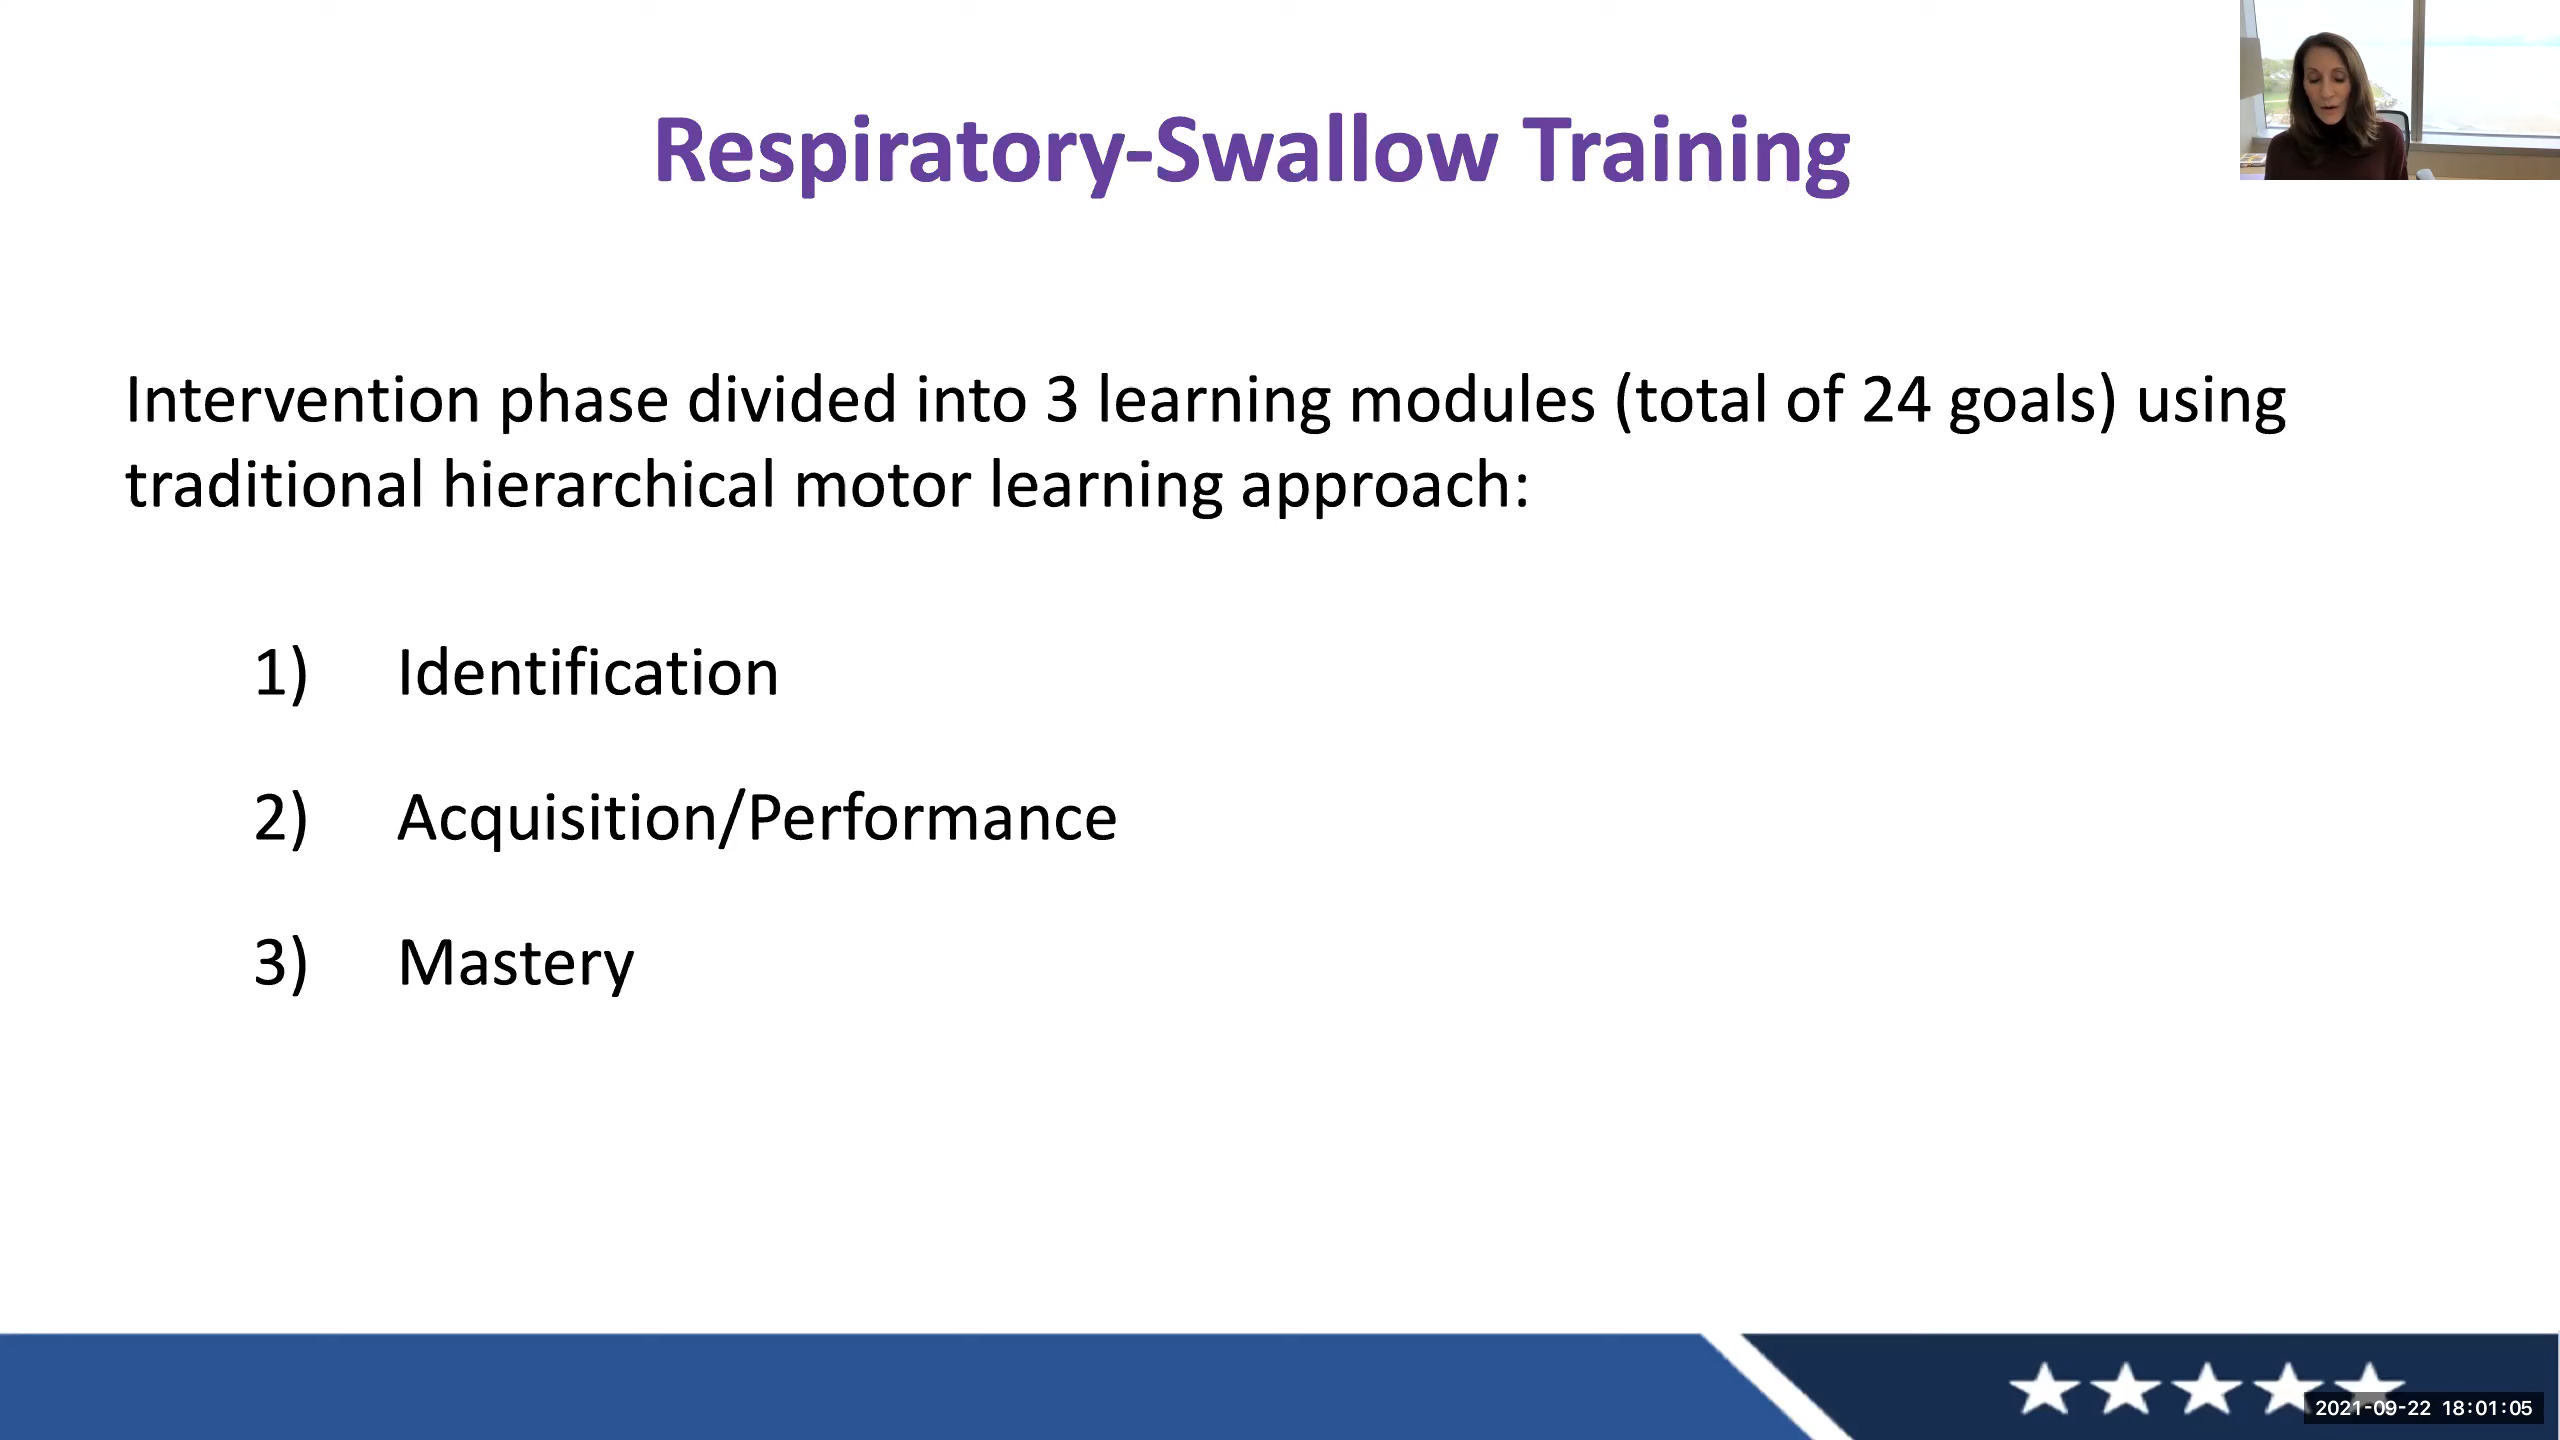 Respiratory-Swallow Training
Intervention phase divided into 3 learning modules (total of 24 goals) using
traditional hierarchical motor learning approach:
1) Identification
2) Acquisition/Performance
3) Mastery
2021-09-22 18:01:05